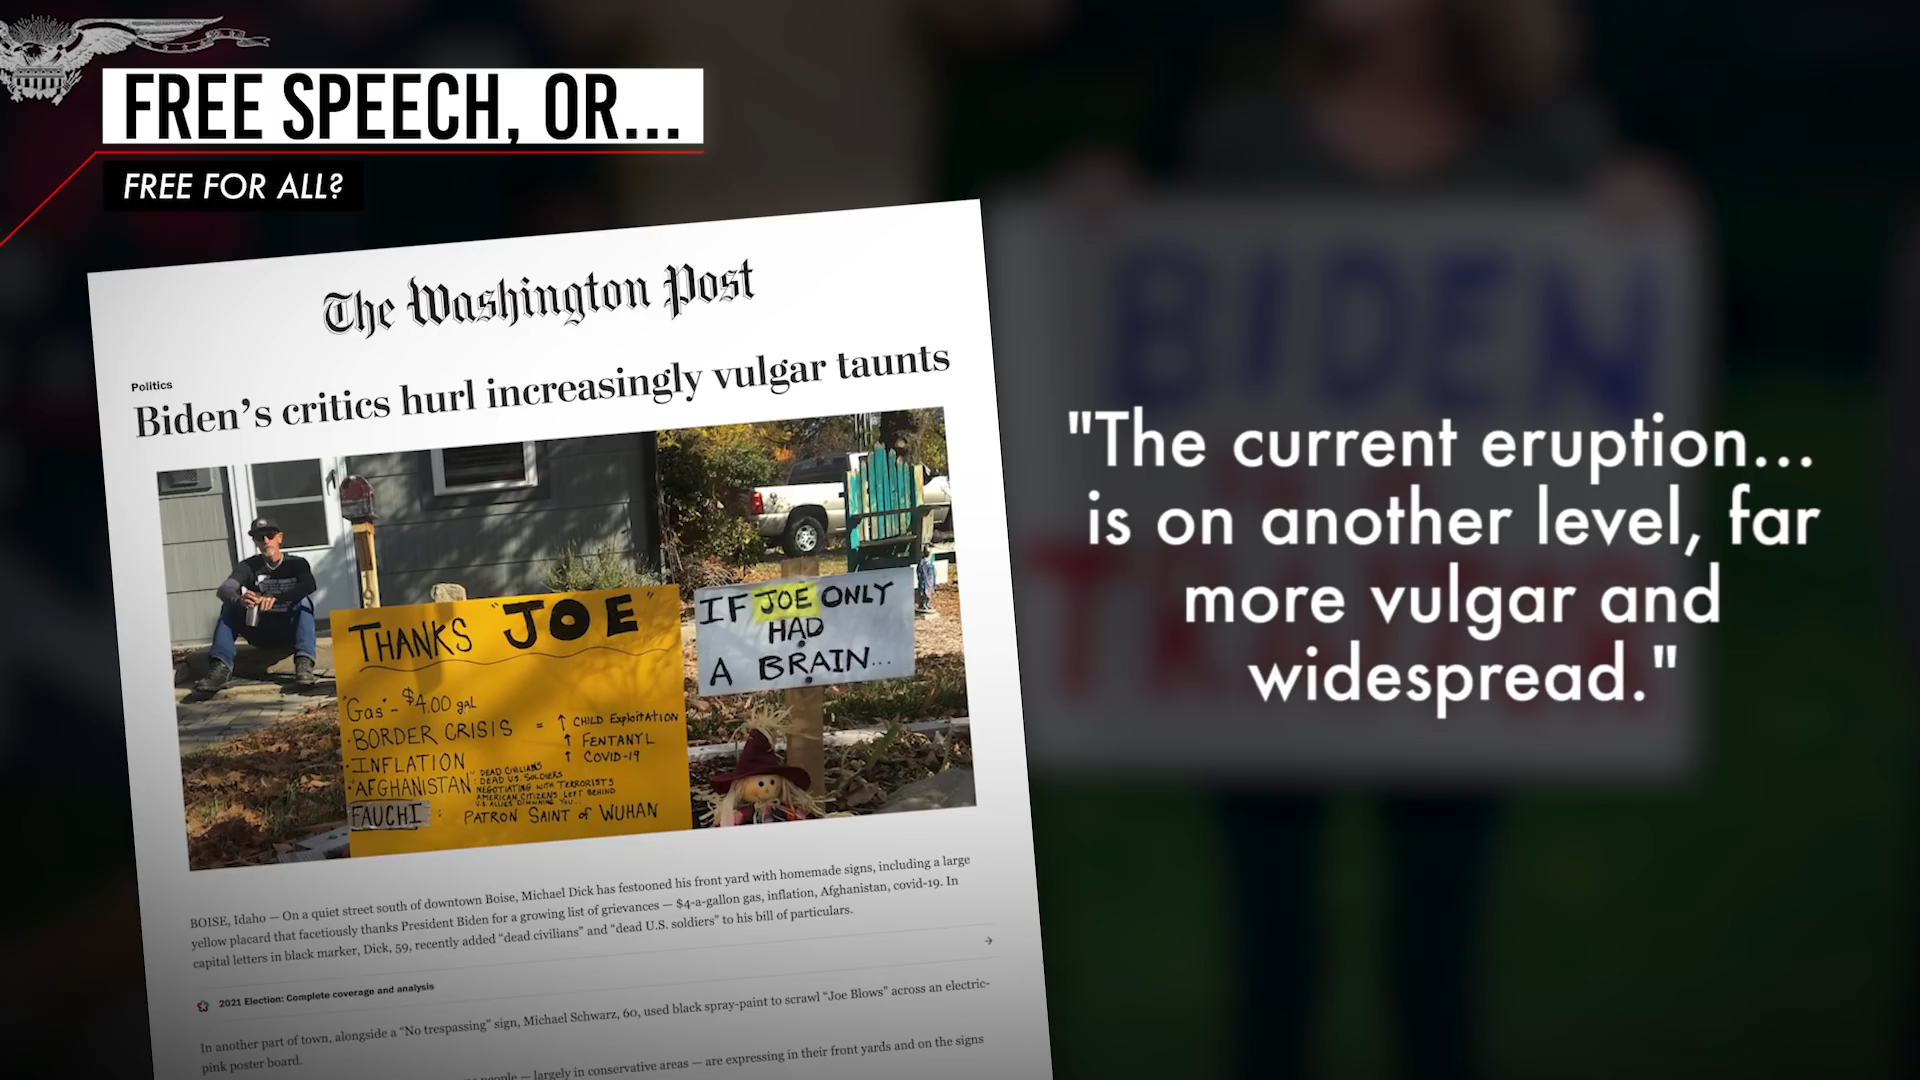 FREE SPEECH, OR...
FREE FOR ALL?
The Washington Post
Politics
Biden's critics hurl increasingly vulgar taunts
THANKS "JOE"
"Gas" - $4.00 gal
·BORDER CRISIS = ↑ CHILD Exploitation
↑ FENTANYL
↑ COVID-19
·INFLATION
·"AFGHANISTAN" : DEAD CIVILIANS
: DEAD U.S. SOLDIERS
NEGOTIATING WITH TERRORISTS
AMERICAN CITIZENS LEFT BEHIND
U.S. ALLIES
FAUCHI : PATRON SAINT of WUHAN
IF JOE ONLY
HAD
A BRAIN...
BOISE, Idaho — On a quiet street south of downtown Boise, Michael Dick has festooned his front yard with homemade signs, including a large
yellow placard that facetiously thanks President Biden for a growing list of grievances — $4-a-gallon gas, inflation, Afghanistan, covid-19. In
capital letters in black marker, Dick, 59, recently added "dead civilians" and "dead U.S. soldiers" to his bill of particulars.
2021 Election: Complete coverage and analysis
→
In another part of town, alongside a "No trespassing" sign, Michael Schwarz, 60, used black spray-paint to scrawl "Joe Blows" across an electric-
pink poster board.
people — largely in conservative areas — are expressing in their front yards and on the signs
BIDEN
"The current eruption...
is on another level, far
more vulgar and
widespread."